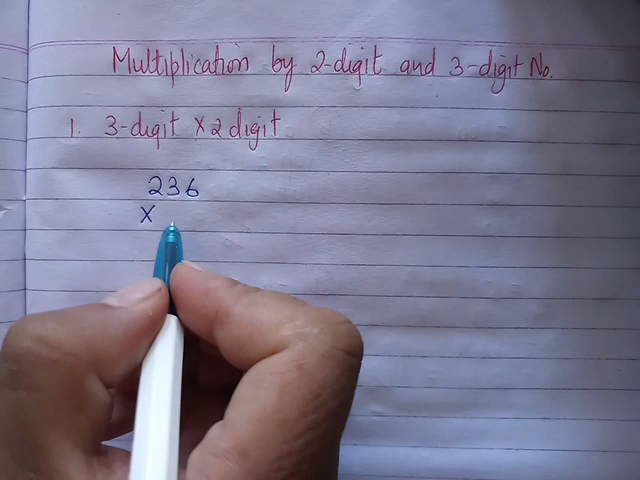 Multiplication by 2-digit and 3-digit No.
1. 3-digit X 2 digit
236
X